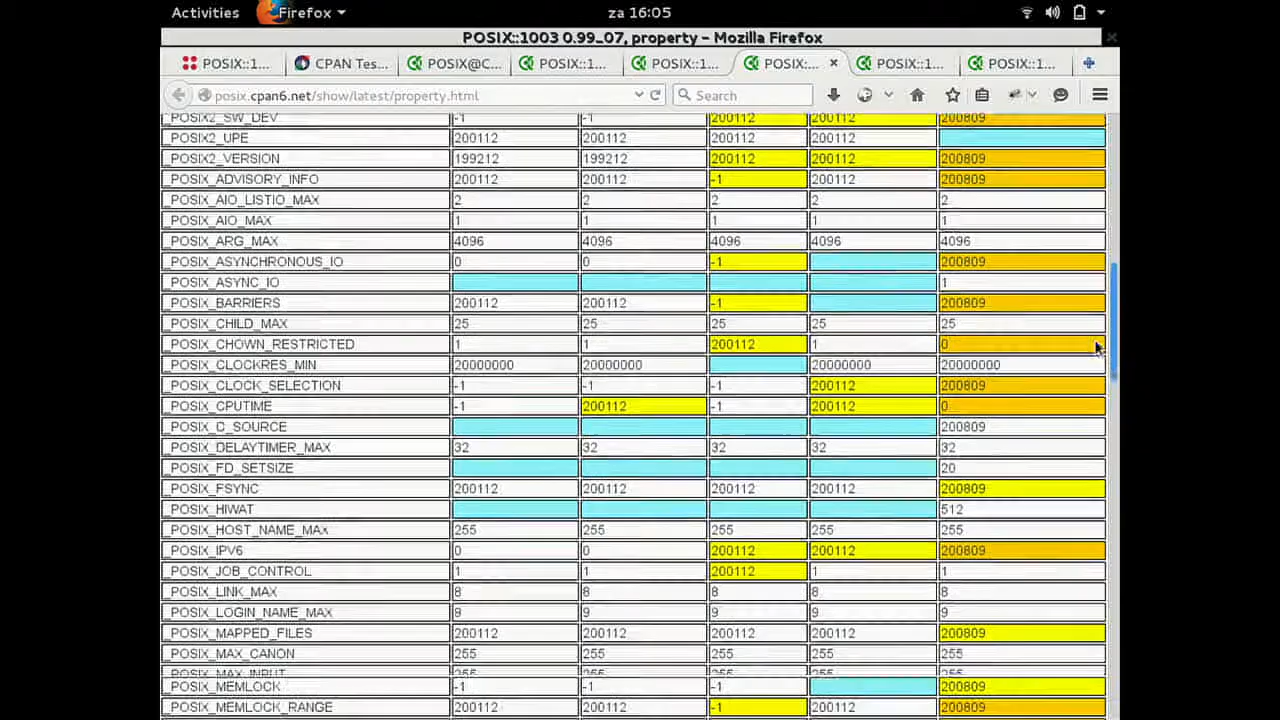 Activities Firefox za 16:05
POSIX::1003 0.99_07, property – Mozilla Firefox
POSIX::1... CPAN Tes... POSIX@C... POSIX::1... POSIX::1... POSIX:... × POSIX::1... POSIX::1...
posix.cpan6.net/show/latest/property.html Search
_POSIX2_SW_DEV -1 -1 200112 200112 200809
_POSIX2_UPE 200112 200112 200112 200112
_POSIX2_VERSION 199212 199212 200112 200112 200809
_POSIX_ADVISORY_INFO 200112 200112 -1 200112 200809
_POSIX_AIO_LISTIO_MAX 2 2 2 2 2
_POSIX_AIO_MAX 1 1 1 1 1
_POSIX_ARG_MAX 4096 4096 4096 4096 4096
_POSIX_ASYNCHRONOUS_IO 0 0 -1 200809
_POSIX_ASYNC_IO 1
_POSIX_BARRIERS 200112 200112 -1 200809
_POSIX_CHILD_MAX 25 25 25 25 25
_POSIX_CHOWN_RESTRICTED 1 1 200112 1 0
_POSIX_CLOCKRES_MIN 20000000 20000000 20000000 20000000
_POSIX_CLOCK_SELECTION -1 -1 -1 200112 200809
_POSIX_CPUTIME -1 200112 -1 200112 0
_POSIX_C_SOURCE 200809
_POSIX_DELAYTIMER_MAX 32 32 32 32 32
_POSIX_FD_SETSIZE 20
_POSIX_FSYNC 200112 200112 200112 200112 200809
_POSIX_HIWAT 512
_POSIX_HOST_NAME_MAX 255 255 255 255 255
_POSIX_IPV6 0 0 200112 200112 200809
_POSIX_JOB_CONTROL 1 1 200112 1 1
_POSIX_LINK_MAX 8 8 8 8 8
_POSIX_LOGIN_NAME_MAX 9 9 9 9 9
_POSIX_MAPPED_FILES 200112 200112 200112 200112 200809
_POSIX_MAX_CANON 255 255 255 255 255
_POSIX_MAX_INPUT 255 255 255 255 255
_POSIX_MEMLOCK -1 -1 -1 200809
_POSIX_MEMLOCK_RANGE 200112 200112 -1 200112 200809